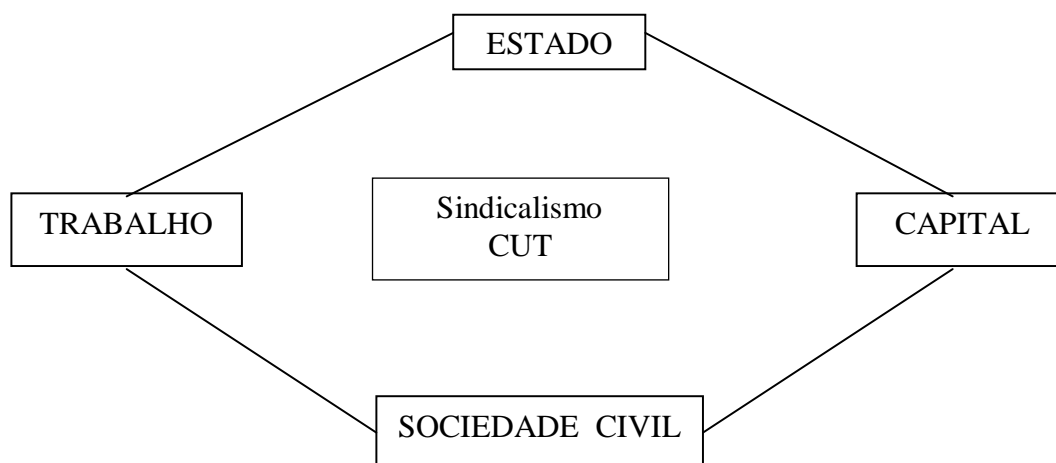 ESTADO
TRABALHO
Sindicalismo
CUT
CAPITAL
SOCIEDADE CIVIL